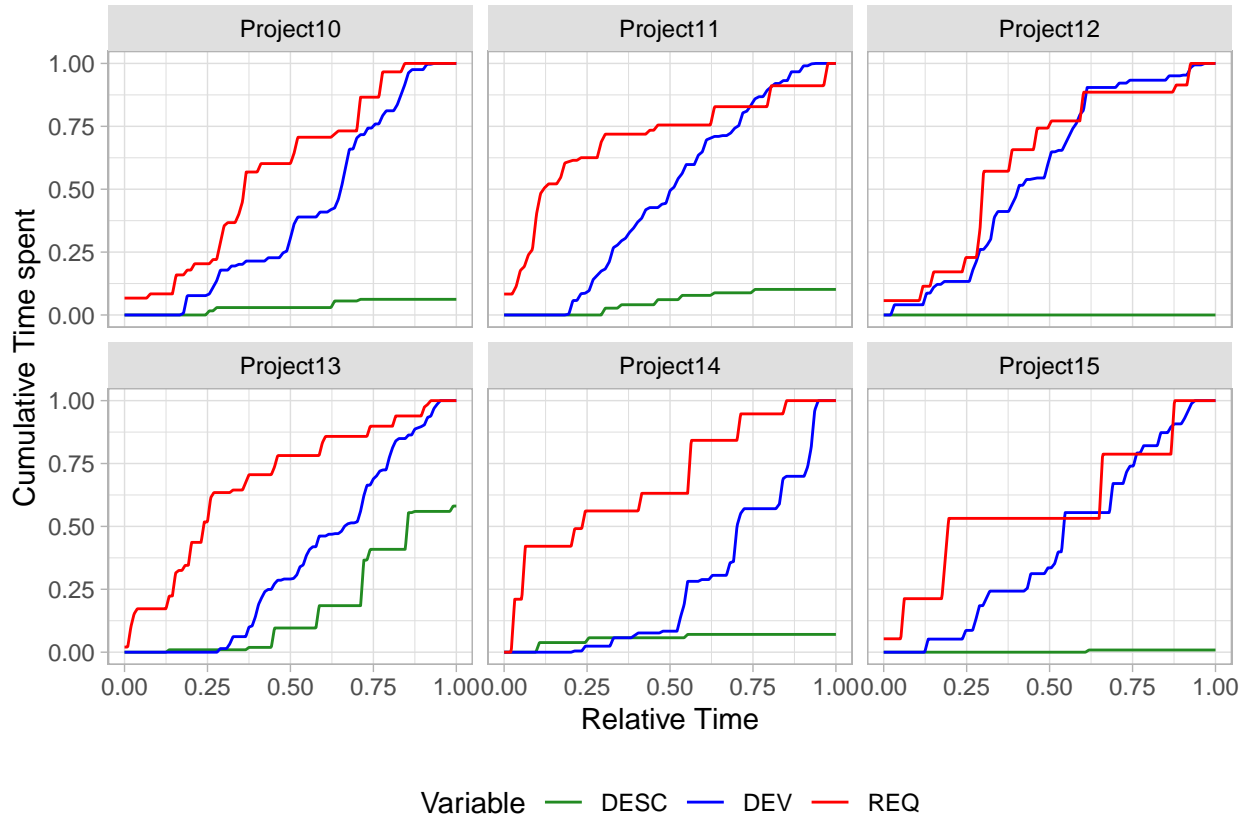 Project10 Project11 Project12
1.00
0.75
0.50
0.25
0.00
Project13 Project14 Project15
1.00
0.75
0.50
0.25
0.00
0.00 0.25 0.50 0.75 1.00 0.00 0.25 0.50 0.75 1.00 0.00 0.25 0.50 0.75 1.00
Cumulative Time spent
Relative Time
Variable DESC DEV REQ